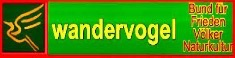 wandervogel
Bund für
Frieden
Völker
Naturkultur